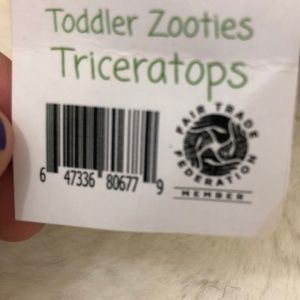 Toddler Zooties
Triceratops
FAIR TRADE
FEDERATION
MEMBER
6 47336 80677 9